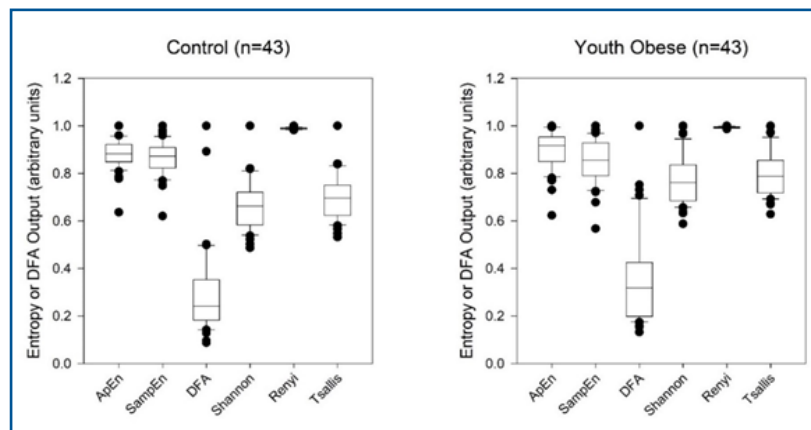 Control (n=43)
Entropy or DFA Output (arbitrary units)
1.2
1.0
0.8
0.6
0.4
0.2
0.0
ApEn
SampEn
DFA
Shannon
Renyi
Tsallis
Youth Obese (n=43)
Entropy or DFA Output (arbitrary units)
1.2
1.0
0.8
0.6
0.4
0.2
0.0
ApEn
SampEn
DFA
Shannon
Renyi
Tsallis